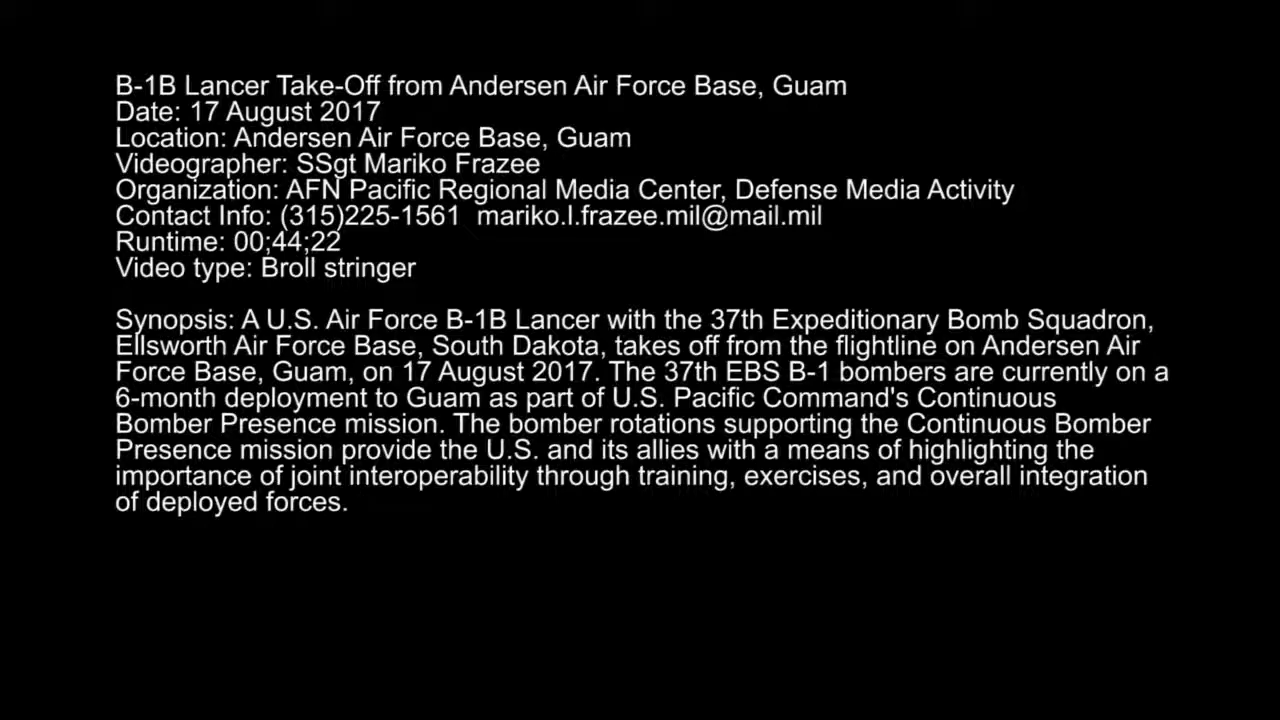 B-1B Lancer Take-Off from Andersen Air Force Base, Guam
Date: 17 August 2017
Location: Andersen Air Force Base, Guam
Videographer: SSgt Mariko Frazee
Organization: AFN Pacific Regional Media Center, Defense Media Activity
Contact Info: (315)225-1561  mariko.l.frazee.mil@mail.mil
Runtime: 00;44;22
Video type: Broll stringer

Synopsis: A U.S. Air Force B-1B Lancer with the 37th Expeditionary Bomb Squadron,
Ellsworth Air Force Base, South Dakota, takes off from the flightline on Andersen Air
Force Base, Guam, on 17 August 2017. The 37th EBS B-1 bombers are currently on a
6-month deployment to Guam as part of U.S. Pacific Command's Continuous
Bomber Presence mission. The bomber rotations supporting the Continuous Bomber
Presence mission provide the U.S. and its allies with a means of highlighting the
importance of joint interoperability through training, exercises, and overall integration
of deployed forces.